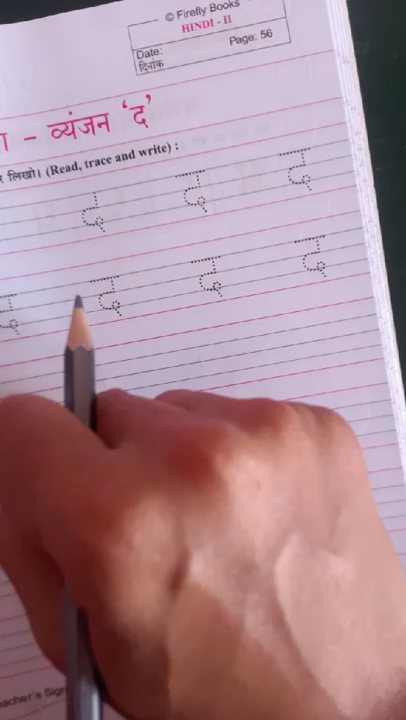 © Firefly Books
HINDI - II
Date: Page: 56
दिनांक
– व्यंजन ‘द’
लिखो। (Read, trace and write) :
द द द
द द द द